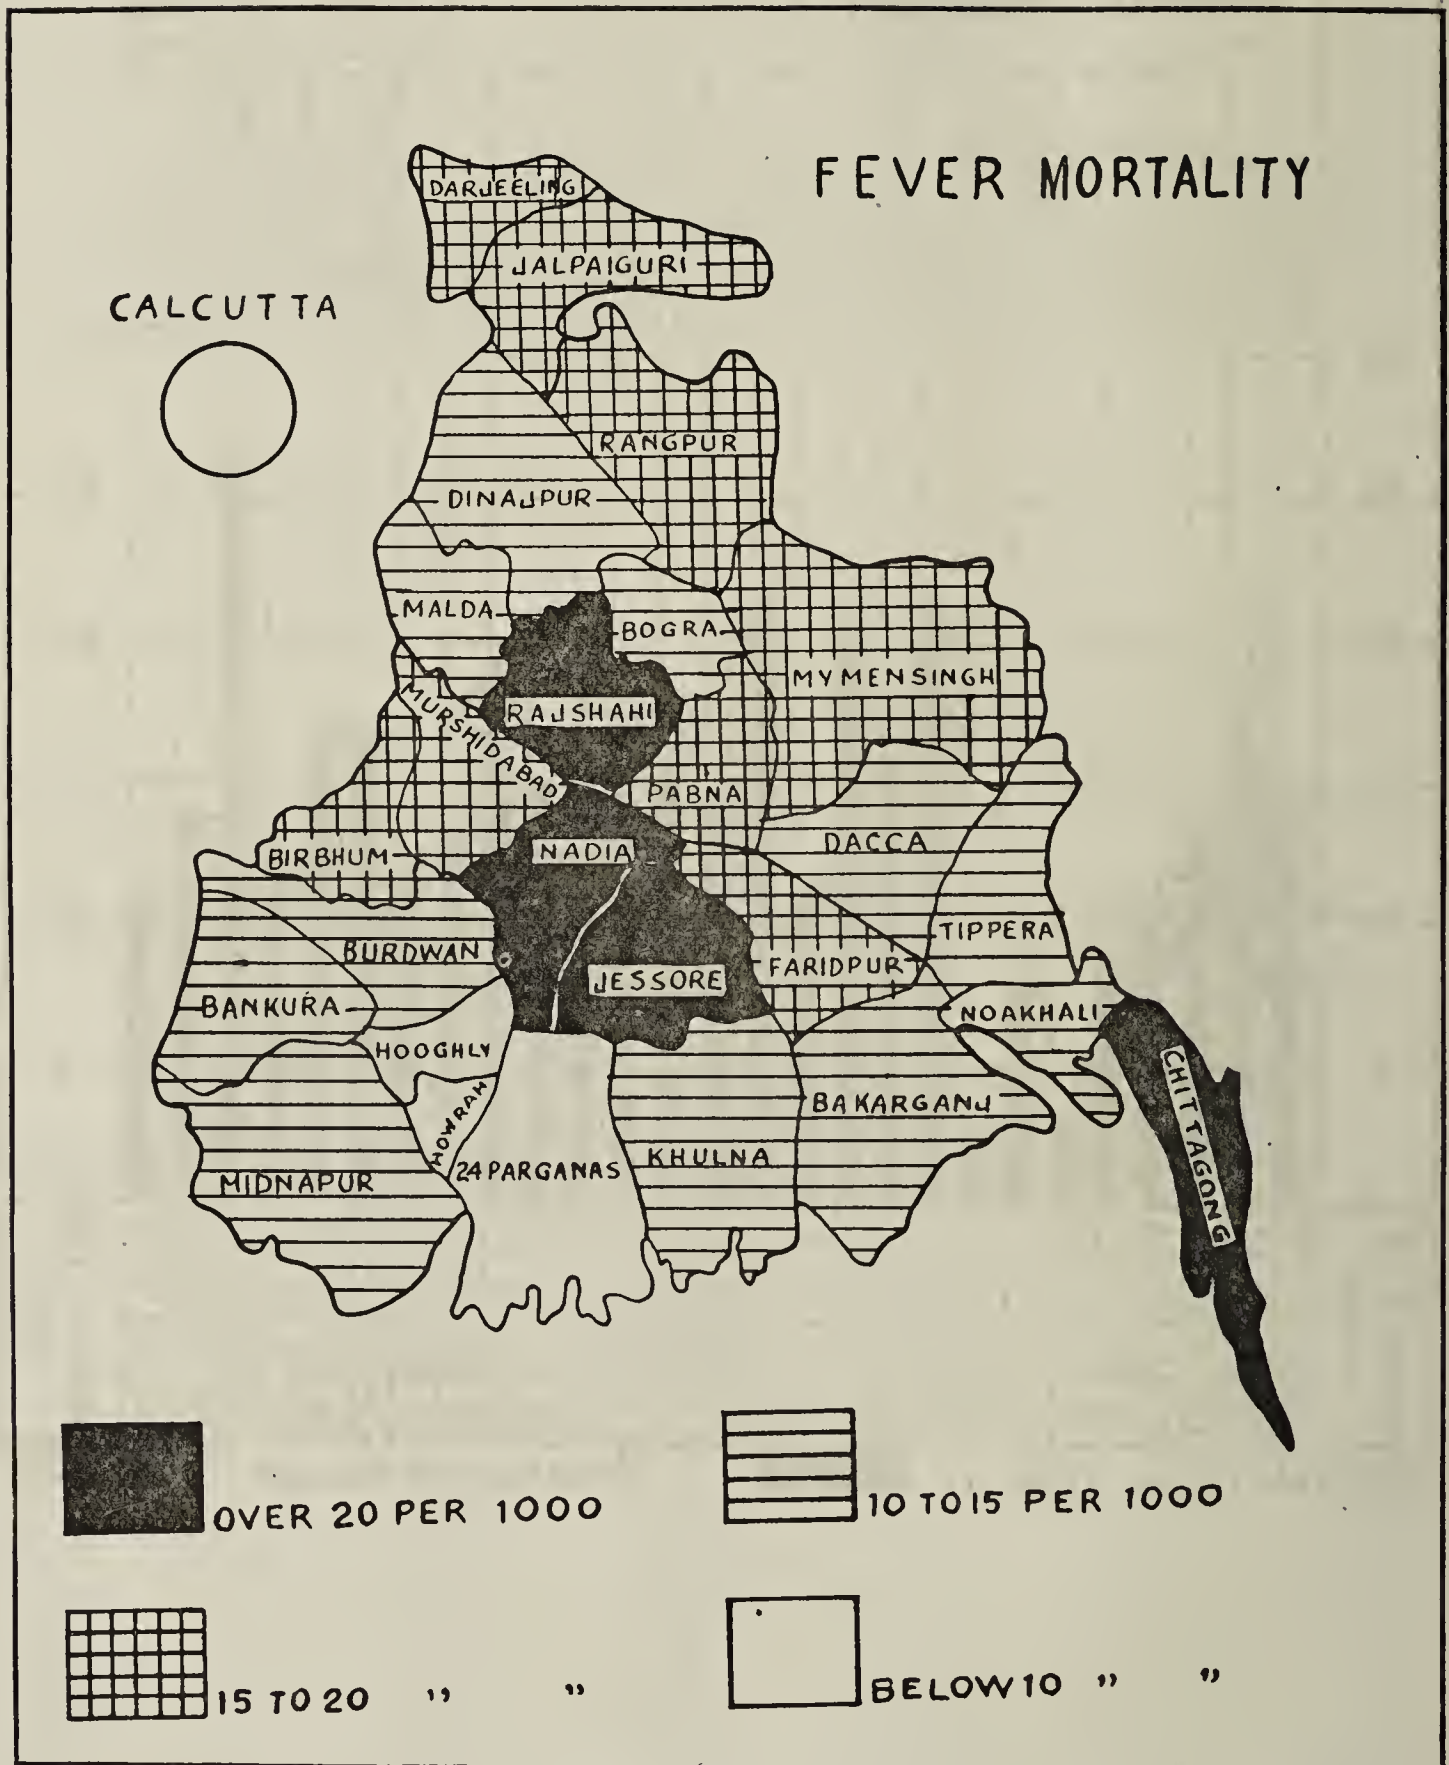 FEVER MORTALITY
CALCUTTA
DARJEELING
JALPAIGURI
RANGPUR
DINAJPUR
MALDA
BOGRA
MYMENSINGH
RAJSHAHI
MURSHIDABAD
PABNA
NADIA
DACCA
BIRBHUM
TIPPERA
BURDWAN
FARIDPUR
JESSORE
BANKURA
NOAKHALI
HOOGHLY
CHITTAGONG
HOWRAH
BAKARGANJ
KHULNA
24 PARGANAS
MIDNAPUR
OVER 20 PER 1000
10 TO 15 PER 1000
15 TO 20 " "
BELOW 10 " "